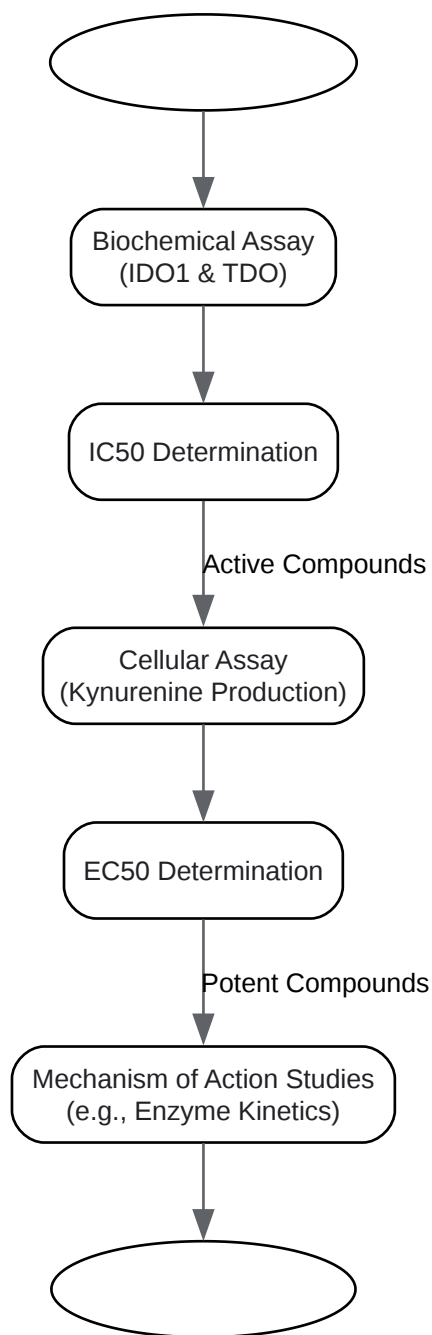 Biochemical Assay
(IDO1 & TDO)
IC50 Determination
Active Compounds
Cellular Assay
(Kynurenine Production)
EC50 Determination
Potent Compounds
Mechanism of Action Studies
(e.g., Enzyme Kinetics)